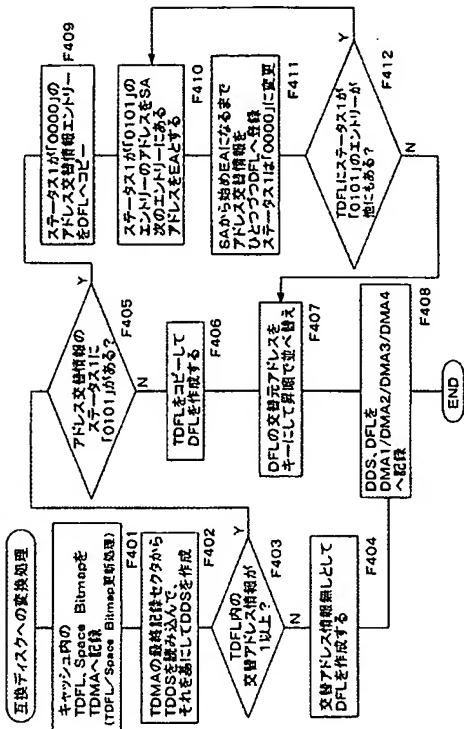 互換ディスクへの変換処理
キャッシュ内の
TDFL、Space Bitmapを
TDMAへ記録
(TDFL/Space Bitmap更新処理)
F401
TDMAの最終記録セクタから
TDDSを読み込んで、
それを基にしてDDSを作成
F402
TDFL内の
交替アドレス情報が
1以上?
F403
Y
N
交替アドレス情報無しとして
DFLを作成する
F404
アドレス交替情報の
ステータス1に
「0101」がある?
F405
Y
N
TDFLをコピーして
DFLを作成する
F406
DFLの交替元アドレスを
キーにして昇順で並べ替え
F407
DDS、DFLを
DMA1/DMA2/DMA3/DMA4
へ記録
F408
END
ステータス1が「0000」の
アドレス交替情報エントリー
をDFLへコピー
F409
ステータス1が「0101」の
エントリーのアドレスをSA
次のエントリーにある
アドレスをEAとする
F410
SAから始めEAになるまで
アドレス交替情報を
ひとつづつDFLへ登録
ステータス1は「0000」に変更
F411
TDFLにステータス1が
「0101」のエントリーが
他にもある?
F412
Y
N